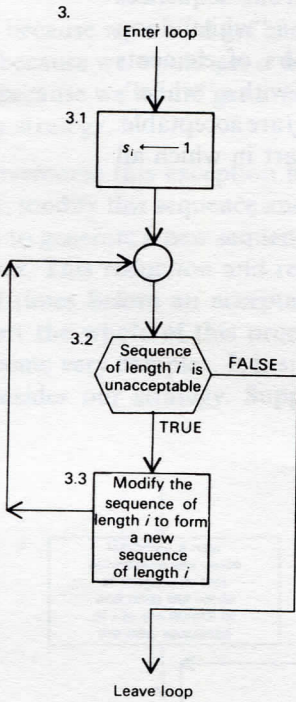 3.
Enter loop
3.1
sᵢ ← 1
3.2
Sequence
of length i is
unacceptable
FALSE
TRUE
3.3
Modify the
sequence of
length i to form
a new
sequence
of length i
Leave loop